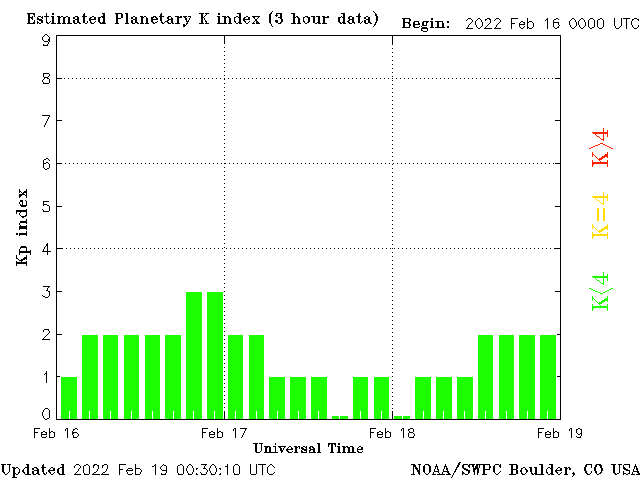 Estimated Planetary K index (3 hour data) Begin: 2022 Feb 16 0000 UTC
9
8
7
6
5
4
3
2
1
0
Kp index
K>4
K=4
K<4
Feb 16 Feb 17 Feb 18 Feb 19
Universal Time
Updated 2022 Feb 19 00:30:10 UTC NOAA/SWPC Boulder, CO USA